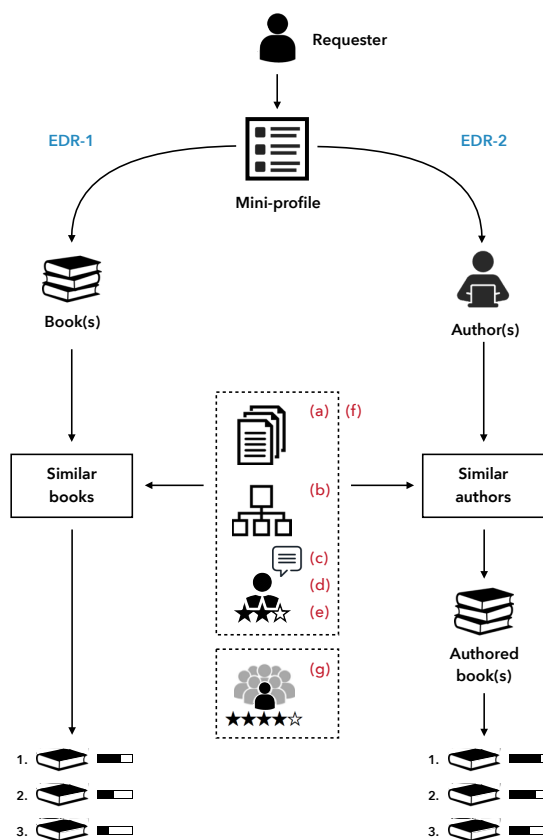 Requester
EDR-1
EDR-2
Mini-profile
Book(s)
Author(s)
(a) (f)
Similar
books
(b)
Similar
authors
(c)
(d)
(e)
Authored
book(s)
(g)
1.
2.
3.
1.
2.
3.